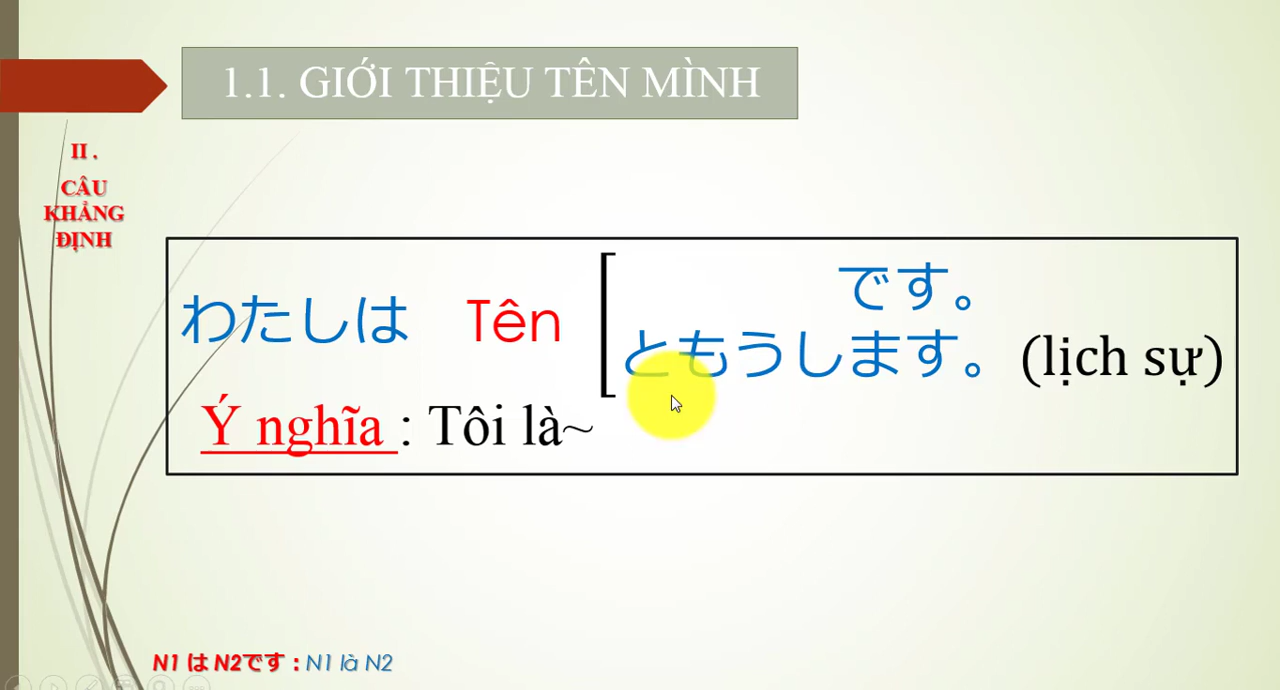 1.1. GIỚI THIỆU TÊN MÌNH
II .
CÂU
KHẢNG
ĐỊNH
です。
わたしは Tên
ともうします。(lịch sự)
Ý nghĩa : Tôi là~
N1 は N2です : N1 là N2